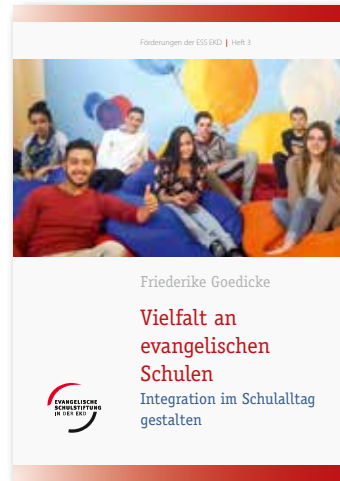 Förderungen der ESS EKD | Heft 3
Friederike Goedicke
Vielfalt an
evangelischen
Schulen
Integration im Schulalltag
gestalten
EVANGELISCHE
SCHULSTIFTUNG
IN DER EKD